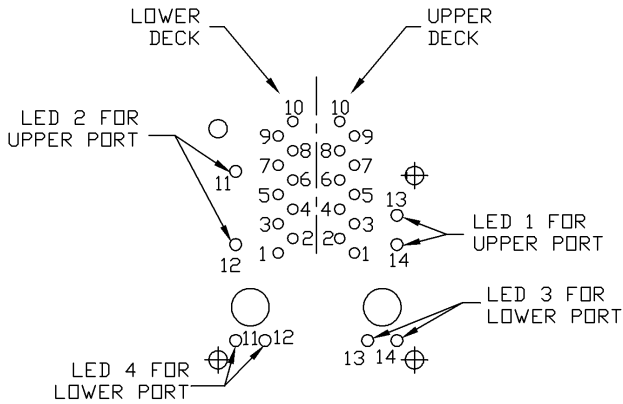 LOWER
DECK
UPPER
DECK
10 10
LED 2 FOR
UPPER PORT
9 9
8 8
7 7
11
6 6
5 5
13
4 4
3 3
LED 1 FOR
UPPER PORT
2 2
12
1 1
14
LED 3 FOR
LOWER PORT
11 12
13 14
LED 4 FOR
LOWER PORT